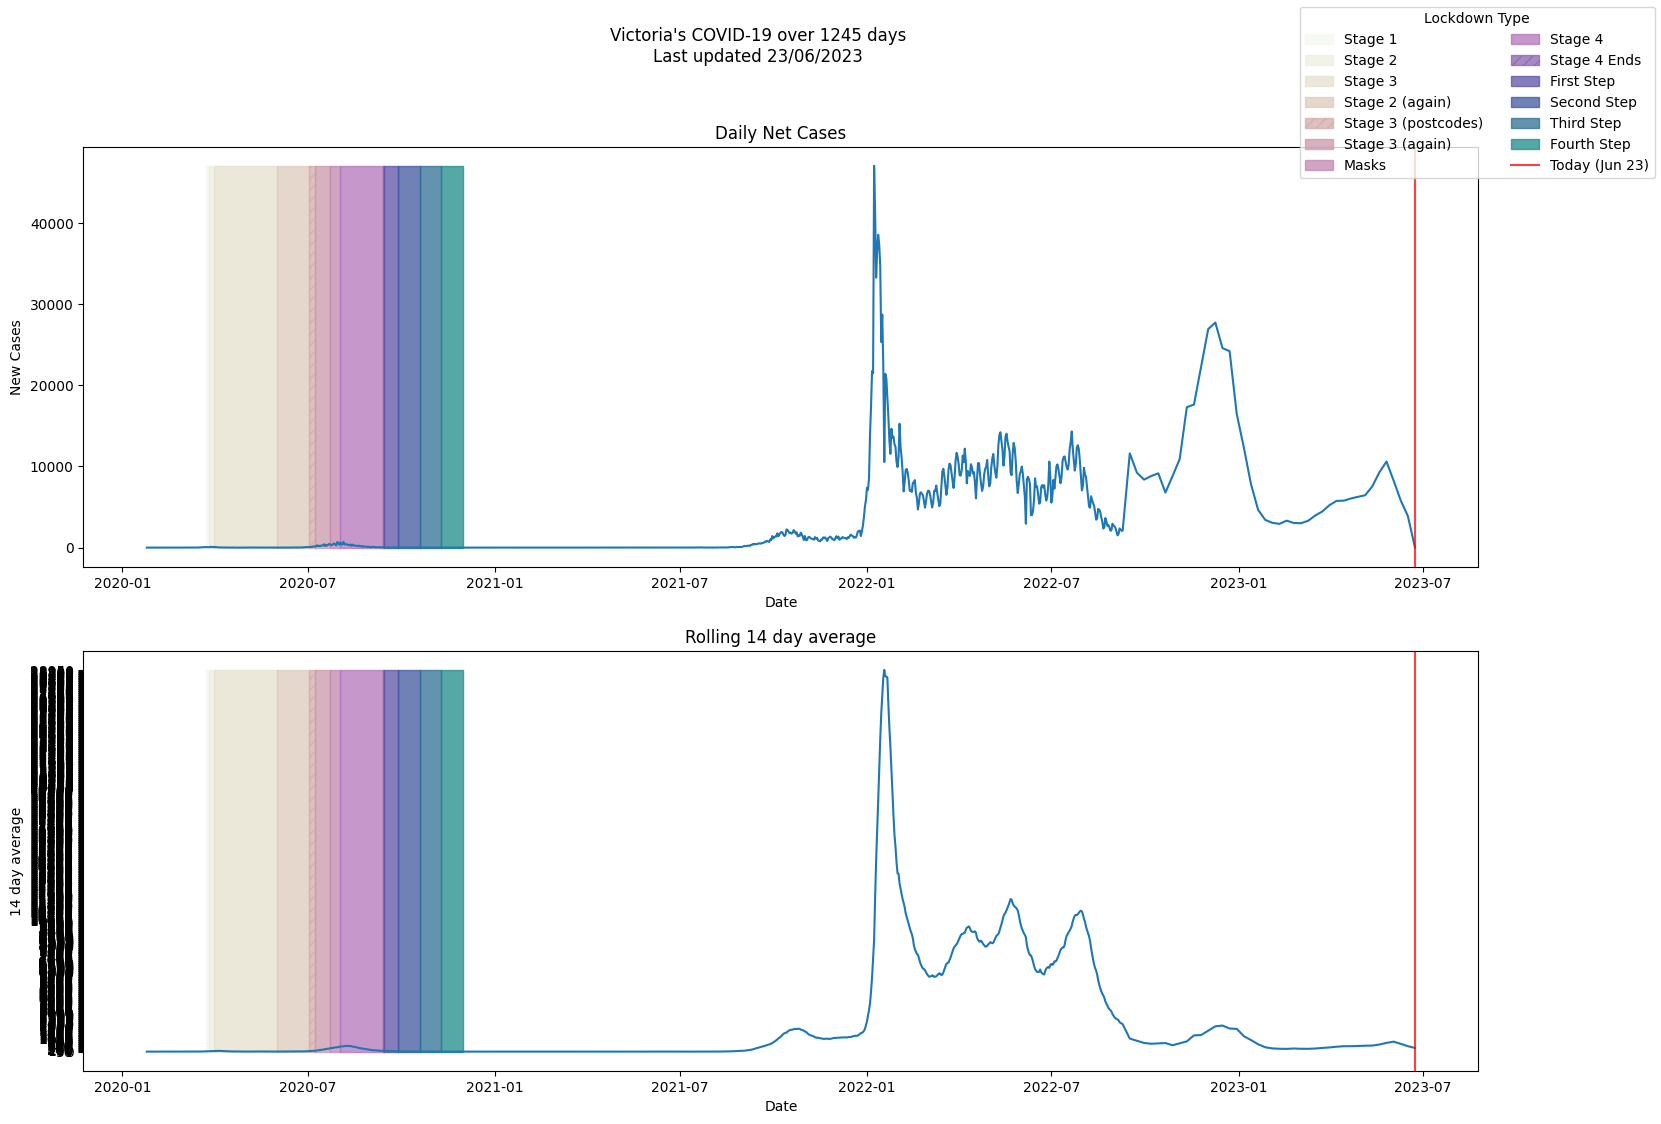 Victoria's COVID-19 over 1245 days
Last updated 23/06/2023
Lockdown Type
Stage 1
Stage 2
Stage 3
Stage 2 (again)
Stage 3 (postcodes)
Stage 3 (again)
Masks
Stage 4
Stage 4 Ends
First Step
Second Step
Third Step
Fourth Step
Today (Jun 23)
Daily Net Cases
New Cases
40000
30000
20000
10000
0
2020-01
2020-07
2021-01
2021-07
2022-01
2022-07
2023-01
2023-07
Date
Rolling 14 day average
14 day average
2020-01
2020-07
2021-01
2021-07
2022-01
2022-07
2023-01
2023-07
Date